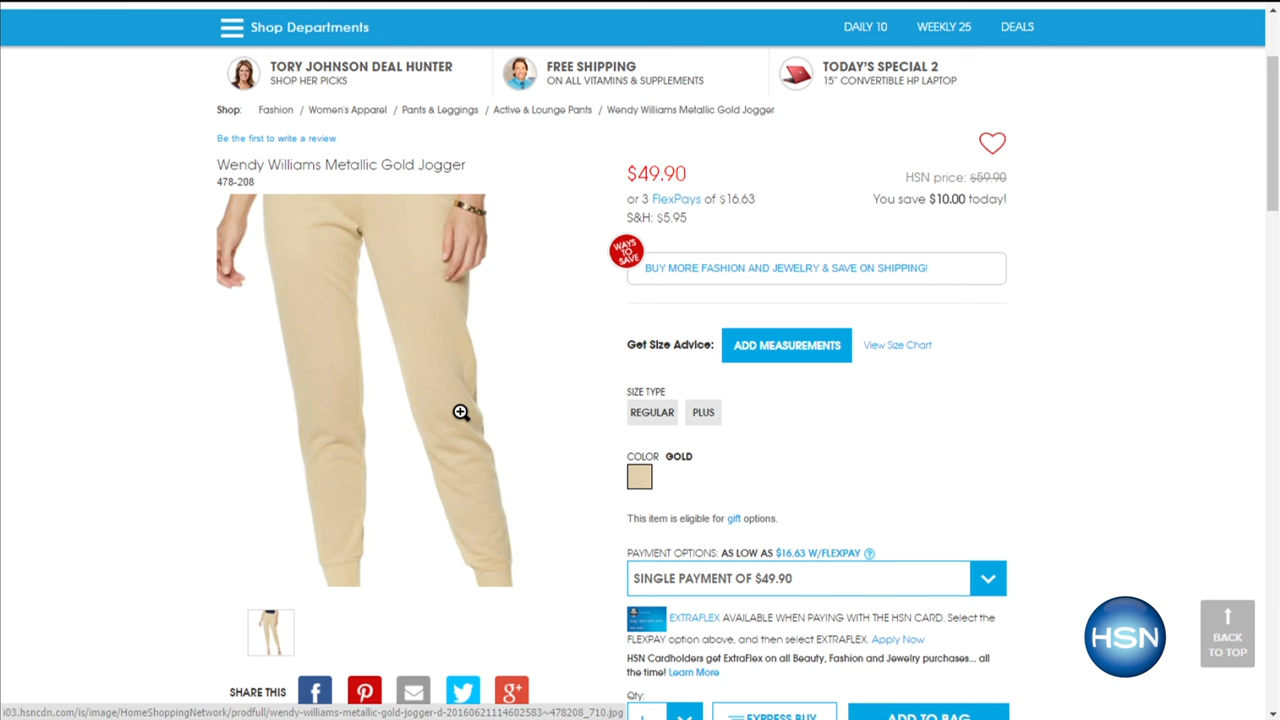 Shop Departments
DAILY 10
WEEKLY 25
DEALS
TORY JOHNSON DEAL HUNTER
SHOP HER PICKS
FREE SHIPPING
ON ALL VITAMINS & SUPPLEMENTS
TODAY'S SPECIAL 2
15" CONVERTIBLE HP LAPTOP
Shop: Fashion / Women's Apparel / Pants & Leggings / Active & Lounge Pants / Wendy Williams Metallic Gold Jogger
Be the first to write a review
Wendy Williams Metallic Gold Jogger
478-208
$49.90
HSN price: $59.90
or 3 FlexPays of $16.63
You save $10.00 today!
S&H: $5.95
WAYS
TO
SAVE
BUY MORE FASHION AND JEWELRY & SAVE ON SHIPPING!
Get Size Advice:
ADD MEASUREMENTS
View Size Chart
SIZE TYPE
REGULAR
PLUS
COLOR GOLD
This item is eligible for gift options.
PAYMENT OPTIONS: AS LOW AS $16.63 W/FLEXPAY ?
SINGLE PAYMENT OF $49.90
EXTRAFLEX AVAILABLE WHEN PAYING WITH THE HSN CARD. Select the
FLEXPAY option above, and then select EXTRAFLEX. Apply Now
HSN Cardholders get ExtraFlex on all Beauty, Fashion and Jewelry purchases... all
the time! Learn More
Qty:
EXPRESS BUY
ADD TO BAG
SHARE THIS
HSN
BACK
TO TOP
i03.hsncdn.com/is/image/HomeShoppingNetwork/prodfull/wendy-williams-metallic-gold-jogger-d-20160621114602583~478208_710.jpg